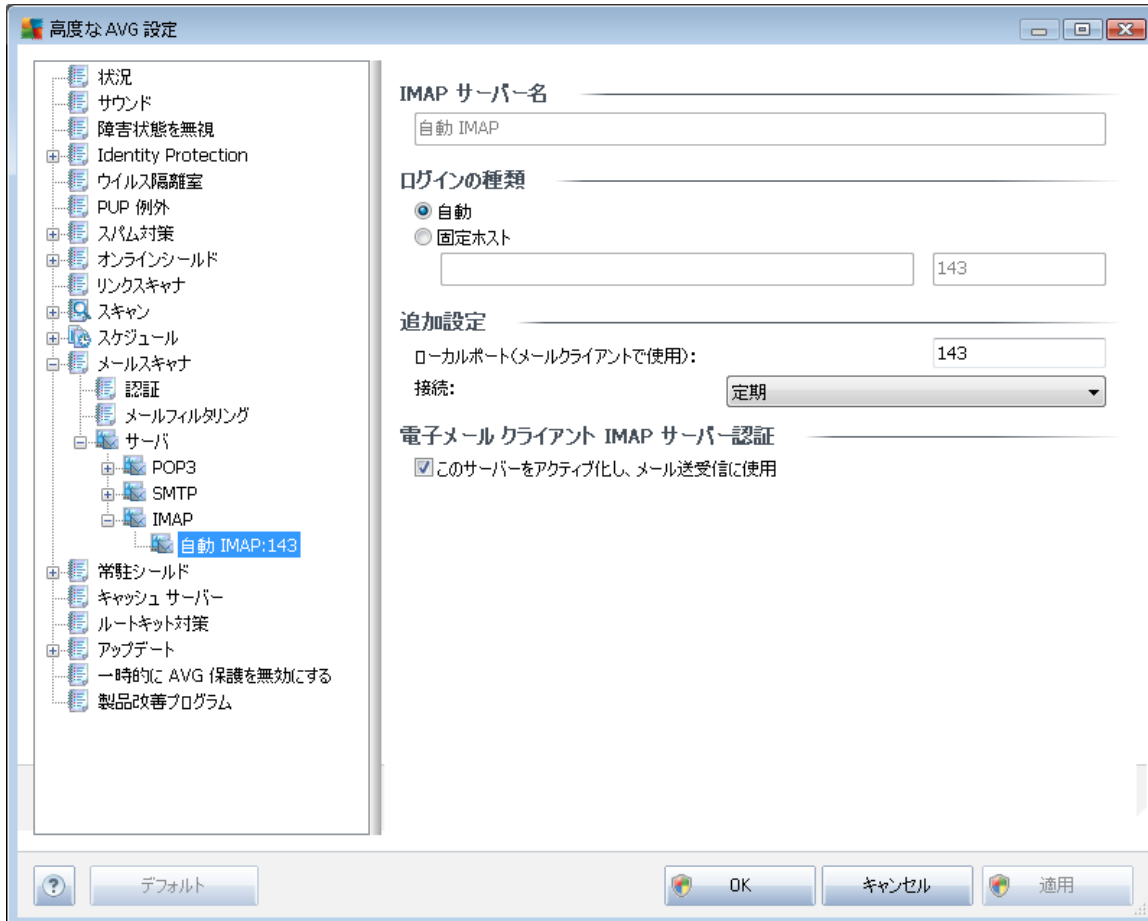 高度な AVG 設定
状況
サウンド
障害状態を無視
Identity Protection
ウイルス隔離室
PUP 例外
スパム対策
オンラインシールド
リンクスキャナ
スキャン
スケジュール
メールスキャナ
認証
メールフィルタリング
サーバ
POP3
SMTP
IMAP
自動 IMAP:143
常駐シールド
キャッシュ サーバー
ルートキット対策
アップデート
一時的に AVG 保護を無効にする
製品改善プログラム
IMAP サーバー名
自動 IMAP
ログインの種類
自動
固定ホスト
143
追加設定
ローカルポート(メールクライアントで使用): 143
接続: 定期
電子メール クライアント IMAP サーバー認証
このサーバーをアクティブ化し、メール送受信に使用
? デフォルト OK キャンセル 適用